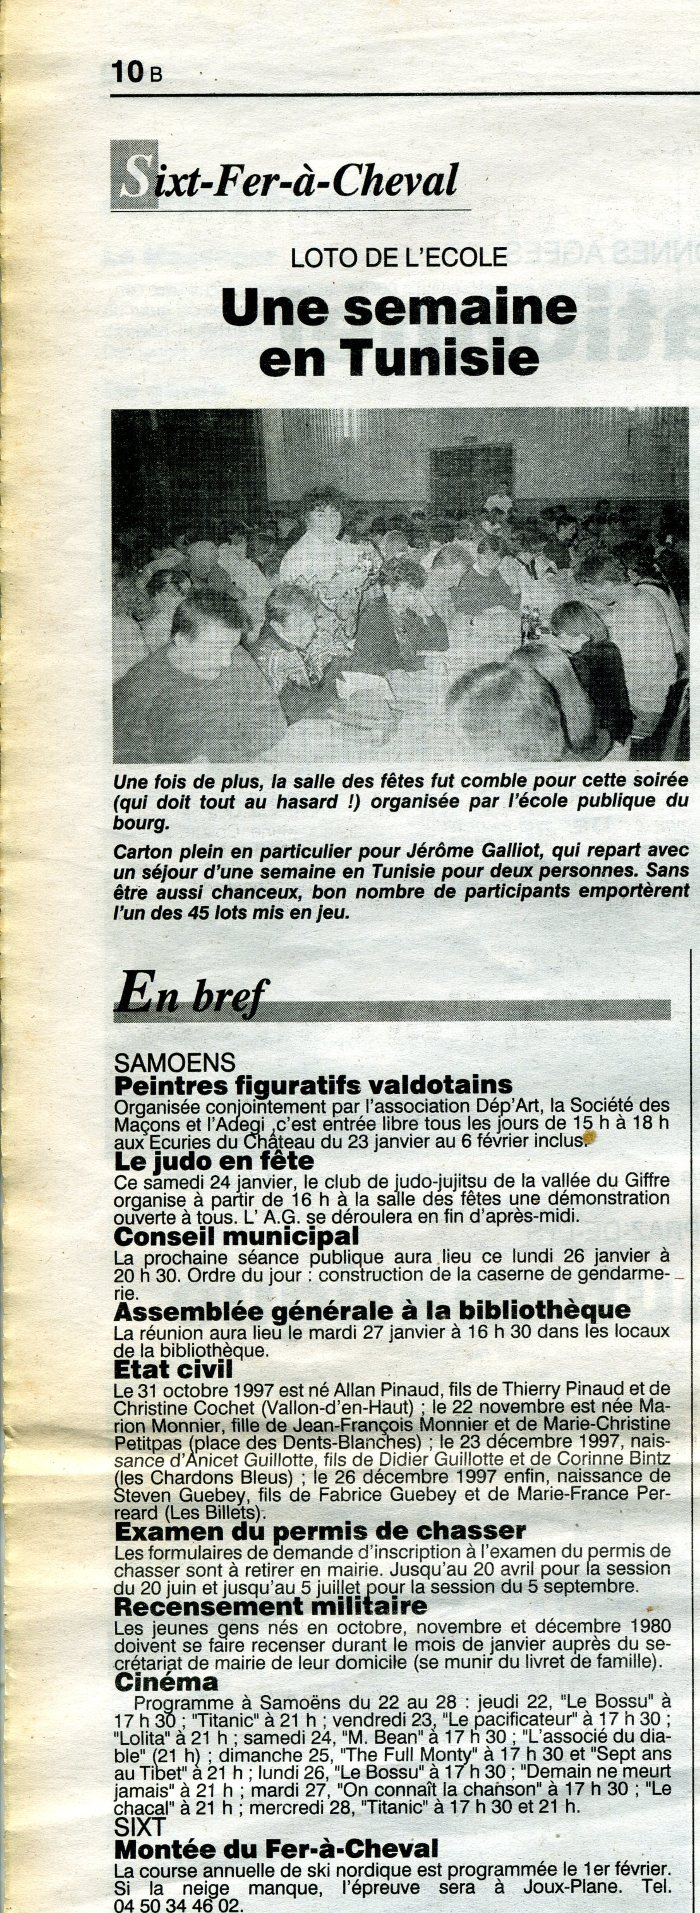 10 B
Sixt-Fer-à-Cheval
LOTO DE L'ECOLE
Une semaine
en Tunisie
Une fois de plus, la salle des fêtes fut comble pour cette soirée
(qui doit tout au hasard !) organisée par l'école publique du
bourg.
Carton plein en particulier pour Jérôme Galliot, qui repart avec
un séjour d'une semaine en Tunisie pour deux personnes. Sans
être aussi chanceux, bon nombre de participants emportèrent
l'un des 45 lots mis en jeu.
En bref
SAMOENS
Peintres figuratifs valdotains
Organisée conjointement par l'association Dép'Art, la Société des
Maçons et l'Adegi ,c'est entrée libre tous les jours de 15 h à 18 h
aux Ecuries du Château du 23 janvier au 6 février inclus.
Le judo en fête
Ce samedi 24 janvier, le club de judo-jujitsu de la vallée du Giffre
organise à partir de 16 h à la salle des fêtes une démonstration
ouverte à tous. L' A.G. se déroulera en fin d'après-midi.
Conseil municipal
La prochaine séance publique aura lieu ce lundi 26 janvier à
20 h 30. Ordre du jour : construction de la caserne de gendarme-
rie.
Assemblée générale à la bibliothèque
La réunion aura lieu le mardi 27 janvier à 16 h 30 dans les locaux
de la bibliothèque.
Etat civil
Le 31 octobre 1997 est né Allan Pinaud, fils de Thierry Pinaud et de
Christine Cochet (Vallon-d'en-Haut) ; le 22 novembre est née Ma-
rion Monnier, fille de Jean-François Monnier et de Marie-Christine
Petitpas (place des Dents-Blanches) ; le 23 décembre 1997, nais-
sance d'Anicet Guillotte, fils de Didier Guillotte et de Corinne Bintz
(les Chardons Bleus) ; le 26 décembre 1997 enfin, naissance de
Steven Guebey, fils de Fabrice Guebey et de Marie-France Per-
reard (Les Billets).
Examen du permis de chasser
Les formulaires de demande d'inscription à l'examen du permis de
chasser sont à retirer en mairie. Jusqu'au 20 avril pour la session
du 20 juin et jusqu'au 5 juillet pour la session du 5 septembre.
Recensement militaire
Les jeunes gens nés en octobre, novembre et décembre 1980
doivent se faire recenser durant le mois de janvier auprès du se-
crétariat de mairie de leur domicile (se munir du livret de famille).
Cinéma
Programme à Samoëns du 22 au 28 : jeudi 22, "Le Bossu" à
17 h 30 ; "Titanic" à 21 h ; vendredi 23, "Le pacificateur" à 17 h 30 ;
"Lolita" à 21 h ; samedi 24, "M. Bean" à 17 h 30 ; "L'associé du dia-
ble" (21 h) ; dimanche 25, "The Full Monty" à 17 h 30 et "Sept ans
au Tibet" à 21 h ; lundi 26, "Le Bossu" à 17 h 30 ; "Demain ne meurt
jamais" à 21 h ; mardi 27, "On connaît la chanson" à 17 h 30 ; "Le
chacal" à 21 h ; mercredi 28, "Titanic" à 17 h 30 et 21 h.
SIXT
Montée du Fer-à-Cheval
La course annuelle de ski nordique est programmée le 1er février.
Si la neige manque, l'épreuve sera à Joux-Plane. Tel.
04 50 34 46 02.